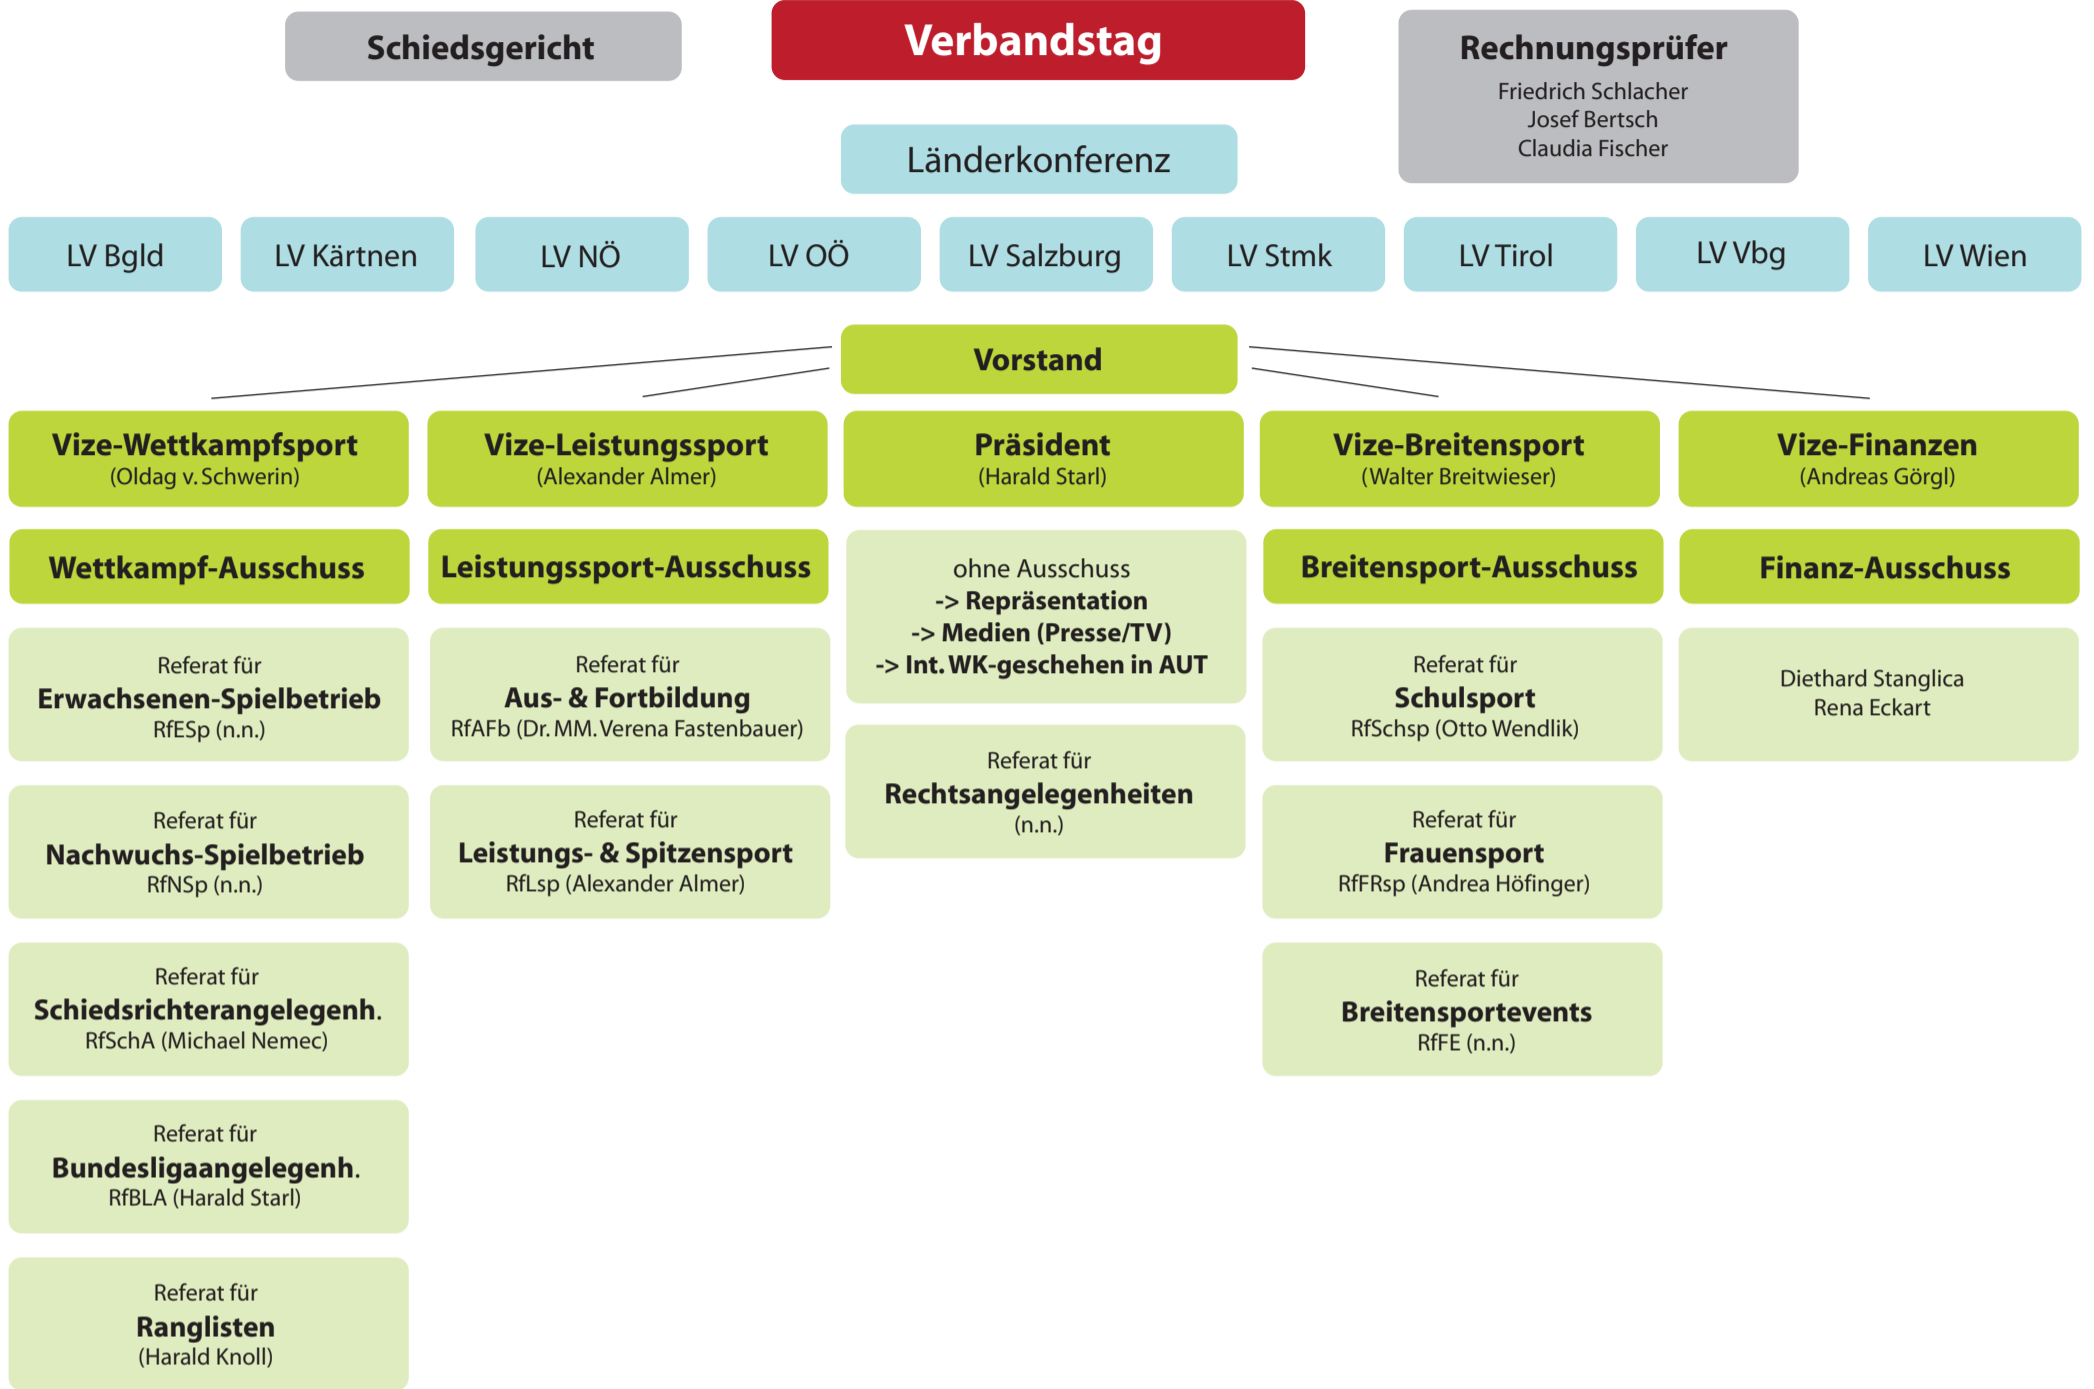 Schiedsgericht
Verbandstag
Rechnungsprüfer
Friedrich Schlacher
Josef Bertsch
Claudia Fischer
Länderkonferenz
LV Bgld
LV Kärtnen
LV NÖ
LV OÖ
LV Salzburg
LV Stmk
LV Tirol
LV Vbg
LV Wien
Vorstand
Vize-Wettkampfsport
(Oldag v. Schwerin)
Vize-Leistungssport
(Alexander Almer)
Präsident
(Harald Starl)
Vize-Breitensport
(Walter Breitwieser)
Vize-Finanzen
(Andreas Görgl)
Wettkampf-Ausschuss
Referat für
Erwachsenen-Spielbetrieb
RfESp (n.n.)
Referat für
Nachwuchs-Spielbetrieb
RfNSp (n.n.)
Referat für
Schiedsrichterangelegenh.
RfSchA (Michael Nemec)
Referat für
Bundesligaangelegenh.
RfBLA (Harald Starl)
Referat für
Ranglisten
(Harald Knoll)
Leistungssport-Ausschuss
Referat für
Aus- & Fortbildung
RfAFb (Dr. MM. Verena Fastenbauer)
Referat für
Leistungs- & Spitzensport
RfLsp (Alexander Almer)
ohne Ausschuss
-> Repräsentation
-> Medien (Presse/TV)
-> Int. WK-geschehen in AUT
Referat für
Rechtsangelegenheiten
(n.n.)
Breitensport-Ausschuss
Referat für
Schulsport
RfSchsp (Otto Wendlik)
Referat für
Frauensport
RfFRsp (Andrea Höfinger)
Referat für
Breitensportevents
RfFE (n.n.)
Finanz-Ausschuss
Diethard Stanglica
Rena Eckart